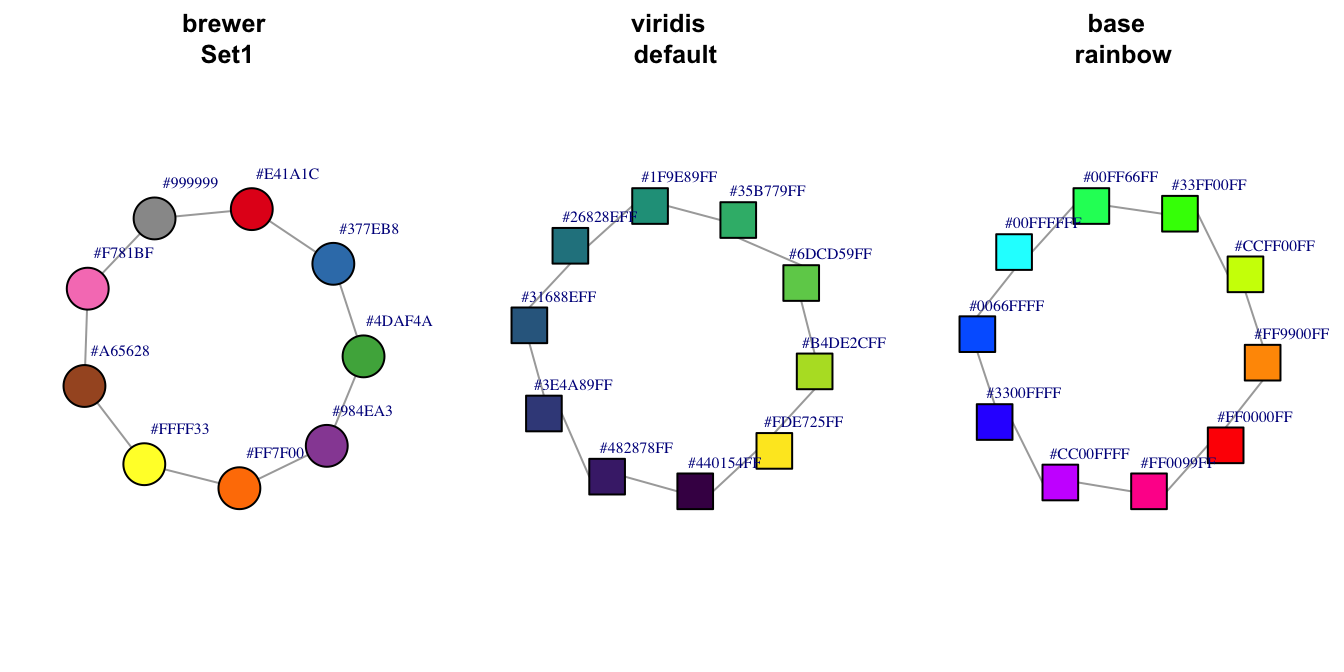 brewer
Set1
viridis
default
base
rainbow
#999999
#E41A1C
#377EB8
#F781BF
#4DAF4A
#A65628
#984EA3
#FFFF33
#FF7F00
#1F9E89FF
#35B779FF
#26828EFF
#6DCD59FF
#31688EFF
#B4DE2CFF
#3E4A89FF
#FDE725FF
#482878FF
#440154FF
#00FF66FF
#33FF00FF
#00FFFFFF
#CCFF00FF
#0066FFFF
#FF9900FF
#3300FFFF
#FF0000FF
#CC00FFFF
#FF0099FF